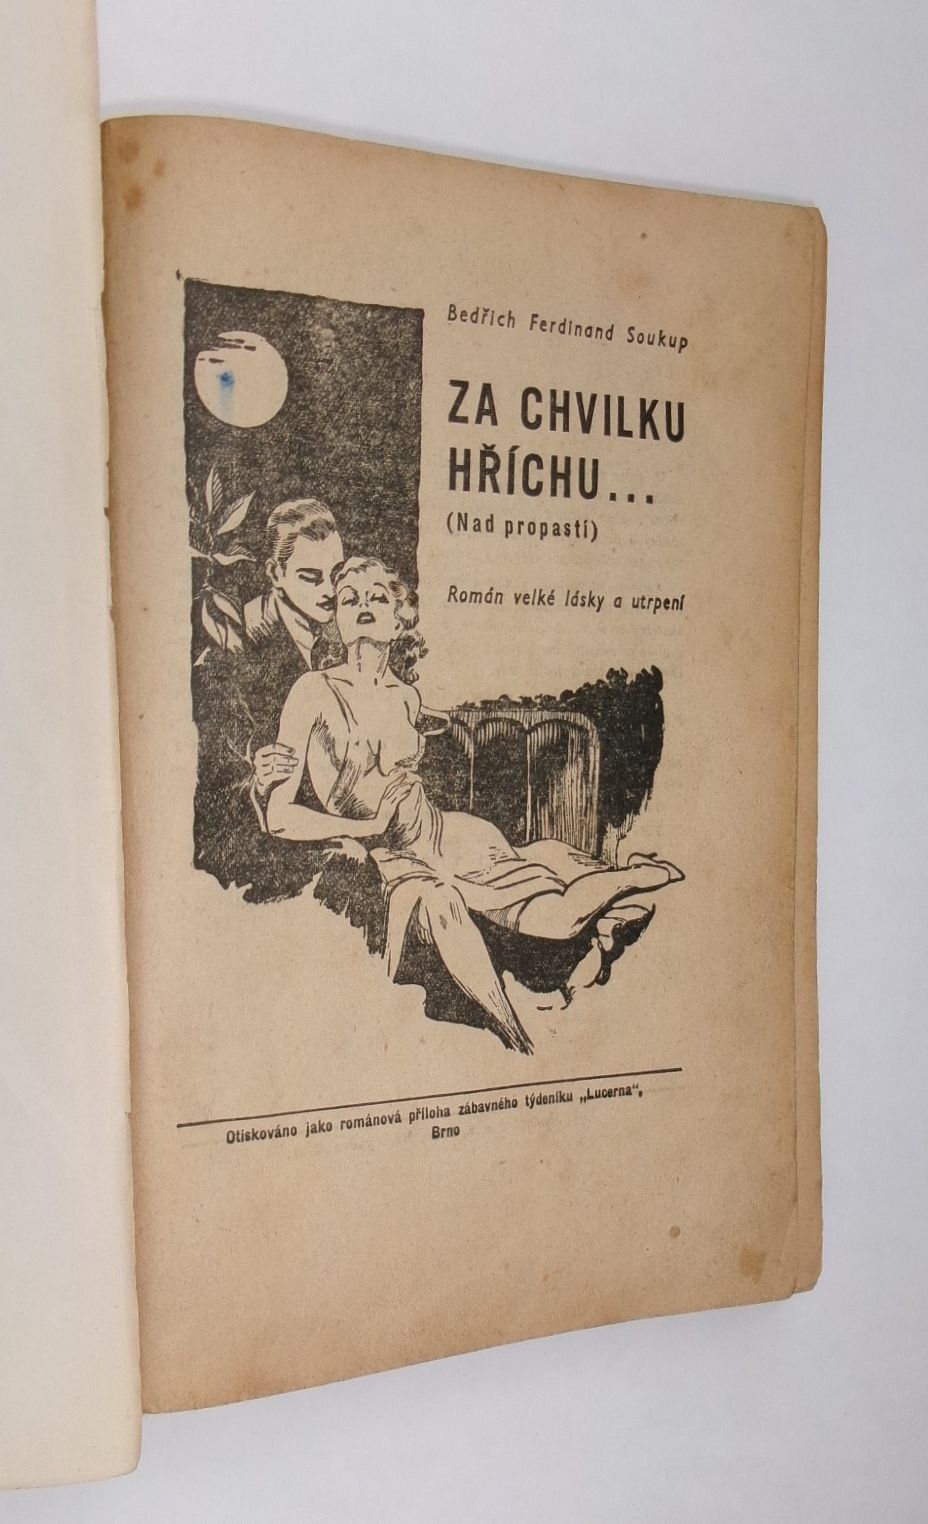 Bedřich Ferdinand Soukup
ZA CHVILKU
HŘÍCHU...
(Nad propastí)
Román velké lásky a utrpení
Otiskováno jako románová příloha zábavného týdeníku „Lucerna“,
Brno